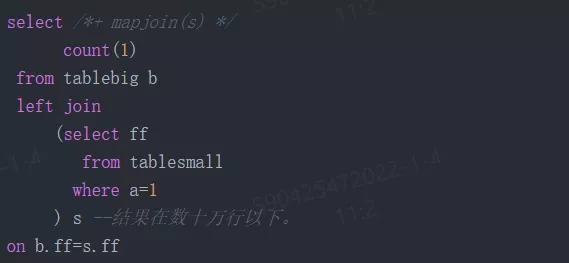 select /*+ mapjoin(s) */
count(1)
from tablebig b
left join
(select ff
from tablesmall
where a=1
) s --结果在数十万行以下。
on b.ff=s.ff